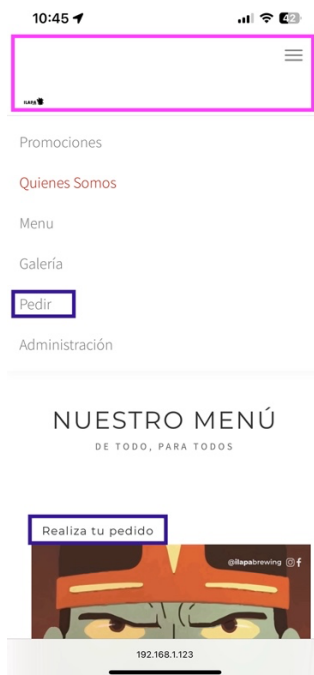 10:45
42
ILAPA
Promociones
Quienes Somos
Menu
Galería
Pedir
Administración
NUESTRO MENÚ
DE TODO, PARA TODOS
Realiza tu pedido
@ilapabrewing
192.168.1.123